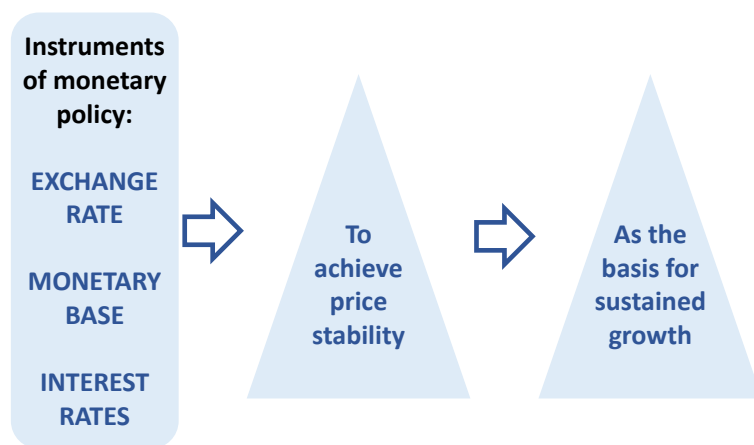 Instruments
of monetary
policy:
EXCHANGE
RATE
MONETARY
BASE
INTEREST
RATES
To
achieve
price
stability
As the
basis for
sustained
growth